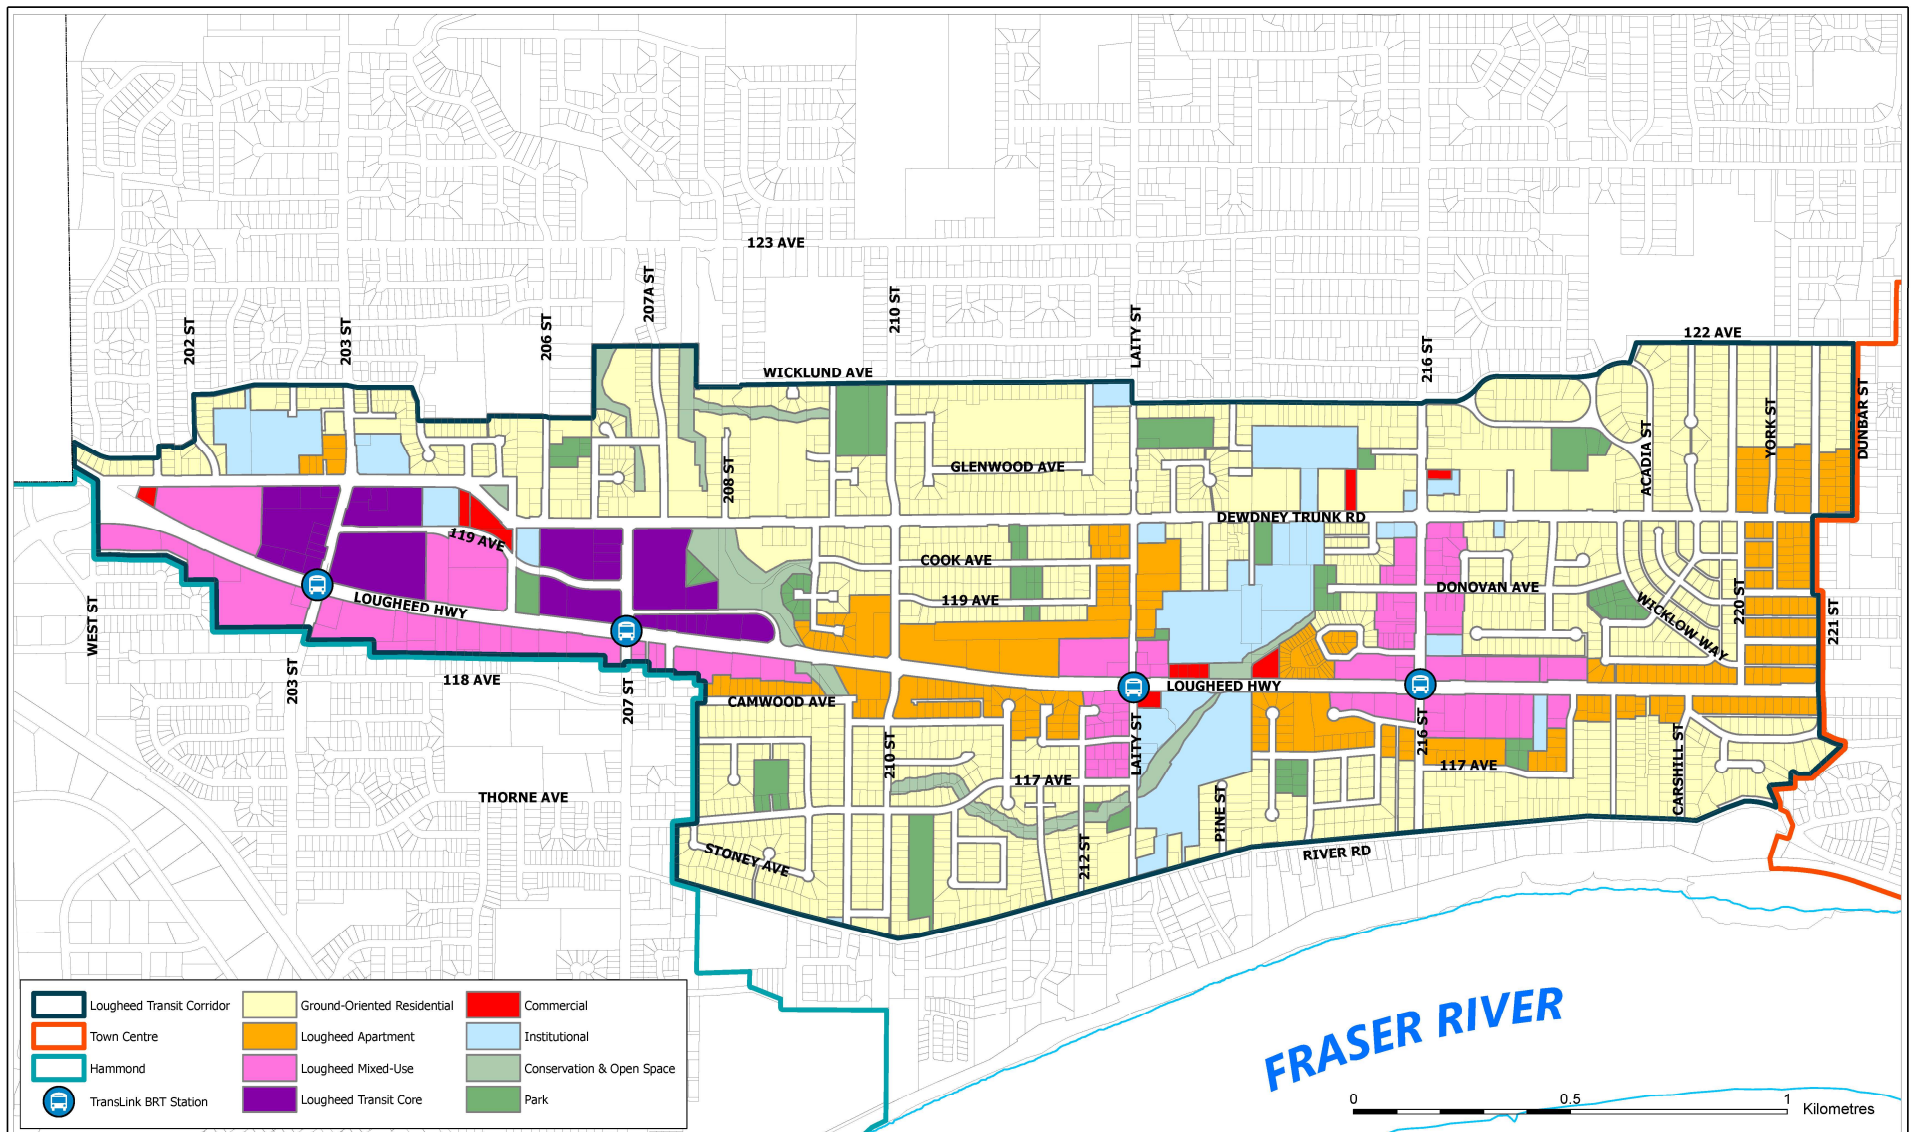 123 AVE
207A ST
210 ST
LAITY ST
202 ST
203 ST
206 ST
216 ST
122 AVE
WICKLUND AVE
DUNBAR ST
YORK ST
ACADIA ST
208 ST
GLENWOOD AVE
DEWDNEY TRUNK RD
119 AVE
COOK AVE
DONOVAN AVE
119 AVE
LOUGHEED HWY
WICKLOW WAY
220 ST
221 ST
WEST ST
203 ST
118 AVE
207 ST
CAMWOOD AVE
LOUGHEED HWY
210 ST
LAITY ST
216 ST
117 AVE
117 AVE
CARSHILL ST
THORNE AVE
PINE ST
STONEY AVE
212 ST
RIVER RD
FRASER RIVER
Lougheed Transit Corridor
Town Centre
Hammond
TransLink BRT Station
Ground-Oriented Residential
Lougheed Apartment
Lougheed Mixed-Use
Lougheed Transit Core
Commercial
Institutional
Conservation & Open Space
Park
0 0.5 1
Kilometres